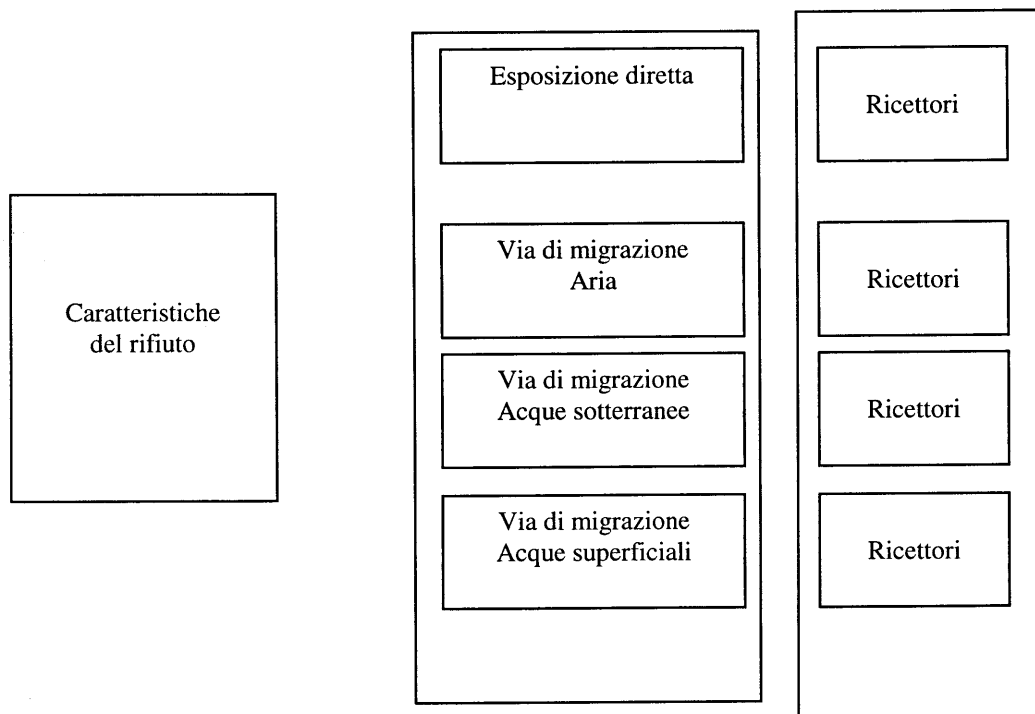 Esposizione diretta
Ricettori
Via di migrazione
Aria
Ricettori
Caratteristiche
del rifiuto
Via di migrazione
Acque sotterranee
Ricettori
Via di migrazione
Acque superficiali
Ricettori